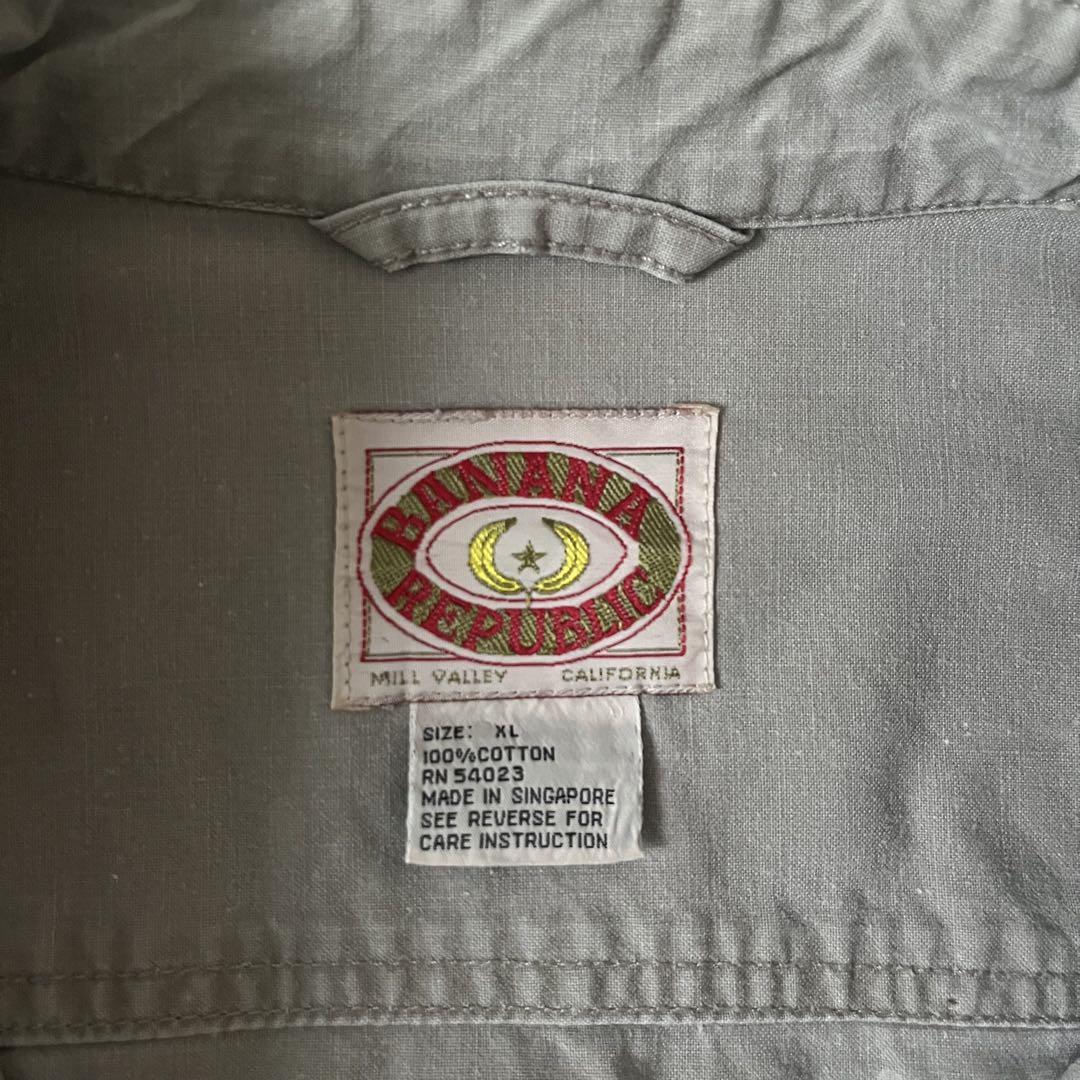 BANANA
REPUBLIC
MILL VALLEY CALIFORNIA
SIZE: XL
100%COTTON
RN 54023
MADE IN SINGAPORE
SEE REVERSE FOR
CARE INSTRUCTION